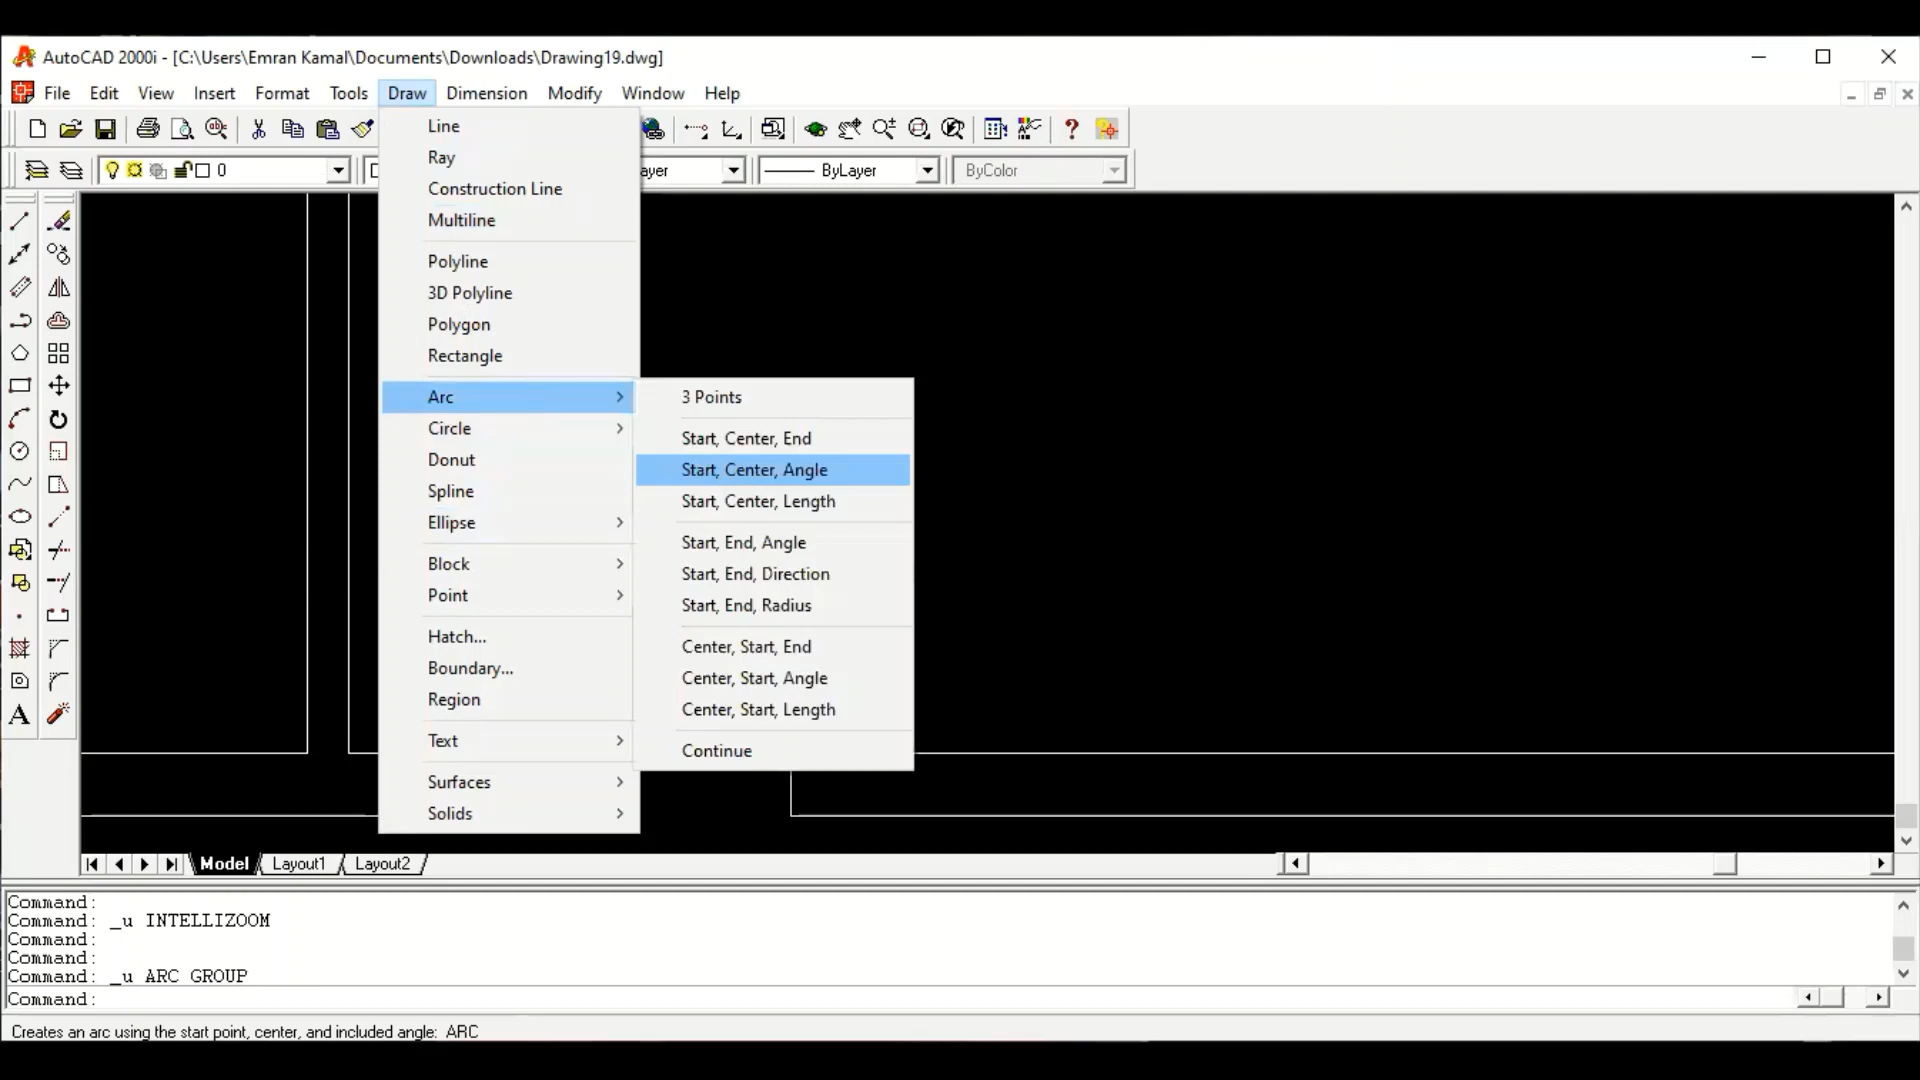 AutoCAD 2000i - [C:\Users\Emran Kamal\Documents\Downloads\Drawing19.dwg]
File Edit View Insert Format Tools Draw Dimension Modify Window Help
0 ayer ByLayer ByColor
Line
Ray
Construction Line
Multiline
Polyline
3D Polyline
Polygon
Rectangle
Arc
Circle
Donut
Spline
Ellipse
Block
Point
Hatch...
Boundary...
Region
Text
Surfaces
Solids
3 Points
Start, Center, End
Start, Center, Angle
Start, Center, Length
Start, End, Angle
Start, End, Direction
Start, End, Radius
Center, Start, End
Center, Start, Angle
Center, Start, Length
Continue
A
Model Layout1 Layout2
Command:
Command: _u INTELLIZOOM
Command:
Command:
Command: _u ARC GROUP
Command:
Creates an arc using the start point, center, and included angle: ARC